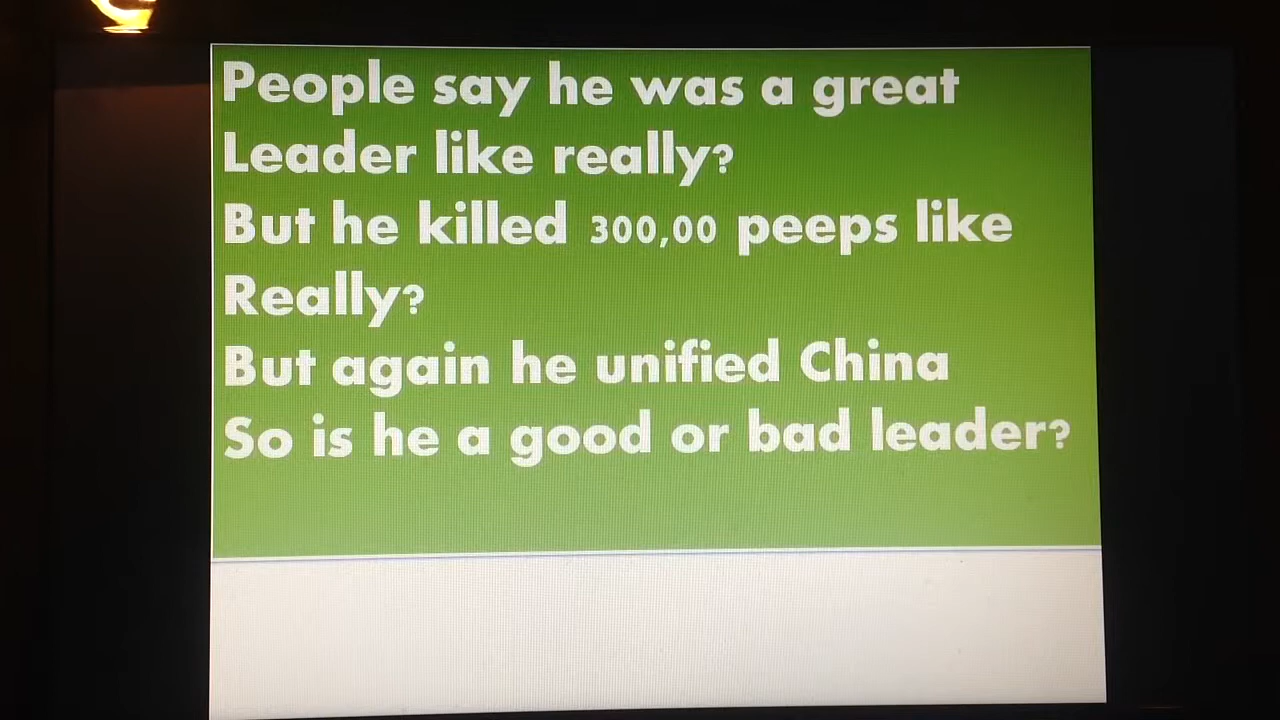 People say he was a great
Leader like really?
But he killed 300,00 peeps like
Really?
But again he unified China
So is he a good or bad leader?